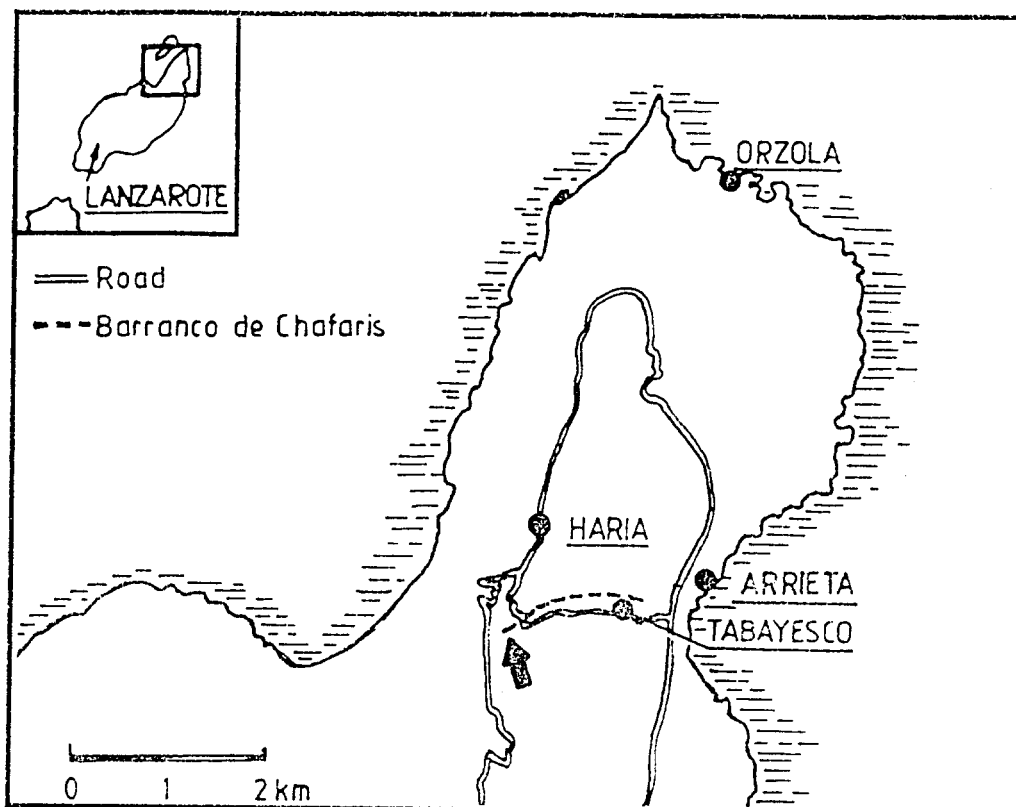 LANZAROTE
Road
Barranco de Chafaris
ORZOLA
HARIA
ARRIETA
TABAYESCO
0 1 2 km